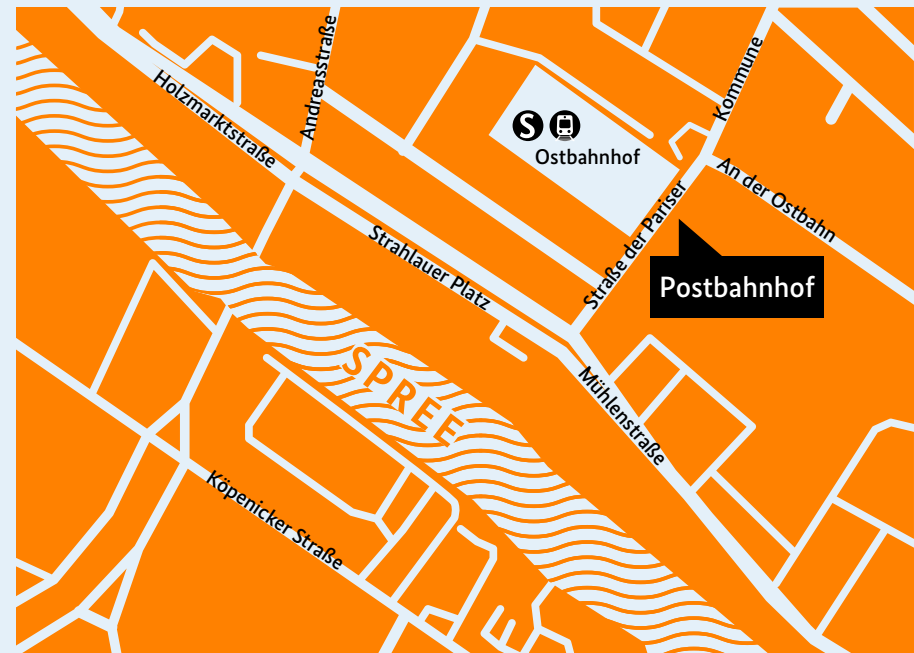 Kommune
Andreasstraße
Holzmarktstraße
S
Ostbahnhof
An der Ostbahn
Straße der Pariser
Strahlauer Platz
Postbahnhof
SPREE
Mühlenstraße
Köpenicker Straße